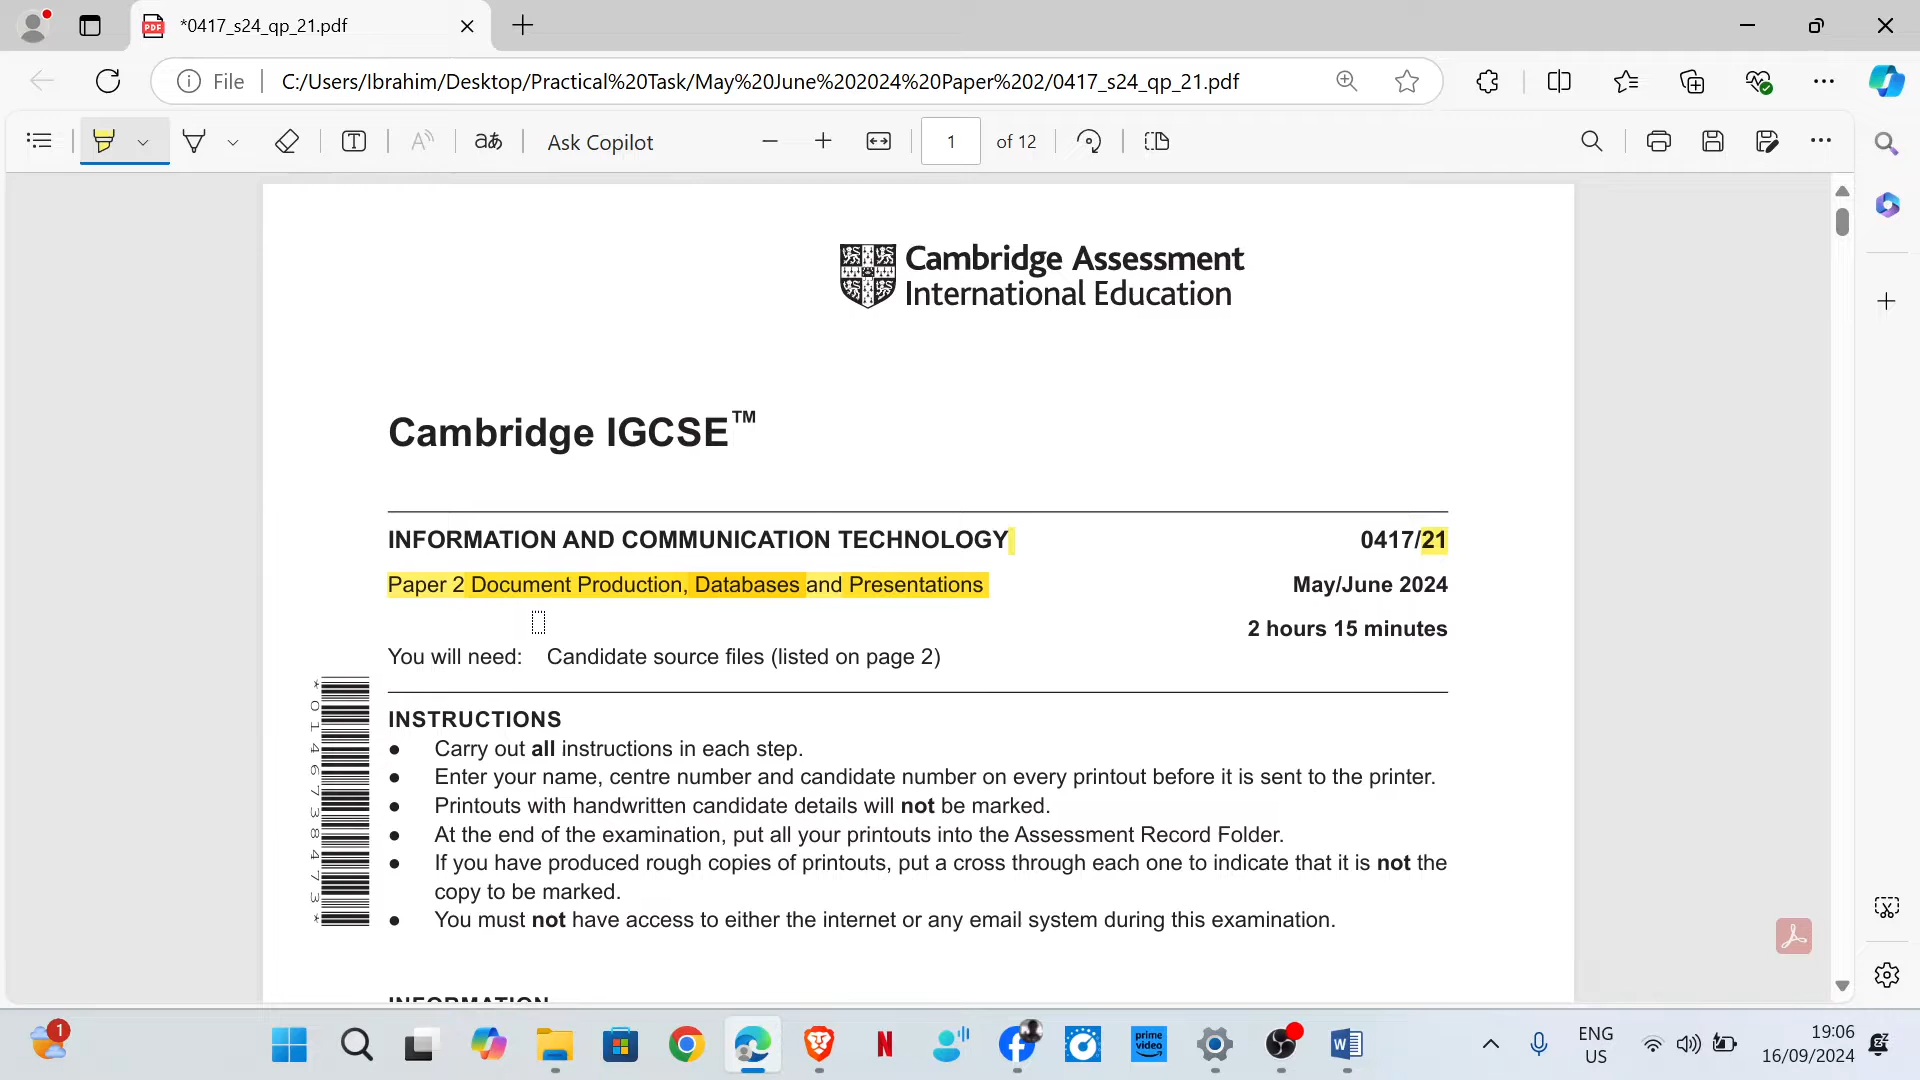 *0417_s24_qp_21.pdf
File
C:/Users/Ibrahim/Desktop/Practical%20Task/May%20June%202024%20Paper%202/0417_s24_qp_21.pdf
Ask Copilot
1 of 12
Cambridge Assessment
International Education
Cambridge IGCSE™
INFORMATION AND COMMUNICATION TECHNOLOGY 0417/21
Paper 2 Document Production, Databases and Presentations May/June 2024
2 hours 15 minutes
You will need: Candidate source files (listed on page 2)
INSTRUCTIONS
● Carry out all instructions in each step.
● Enter your name, centre number and candidate number on every printout before it is sent to the printer.
● Printouts with handwritten candidate details will not be marked.
● At the end of the examination, put all your printouts into the Assessment Record Folder.
● If you have produced rough copies of printouts, put a cross through each one to indicate that it is not the
copy to be marked.
● You must not have access to either the internet or any email system during this examination.
INFORMATION
*0146738473*
1
prime
video
ENG
US
19:06
16/09/2024